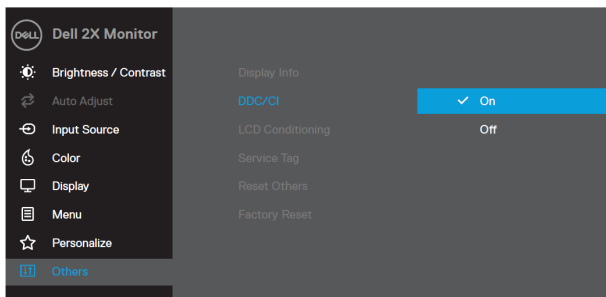 DELL Dell 2X Monitor
Brightness / Contrast
Display Info
Auto Adjust
DDC/CI
On
Input Source
LCD Conditioning
Off
Color
Service Tag
Display
Reset Others
Menu
Factory Reset
Personalize
Others